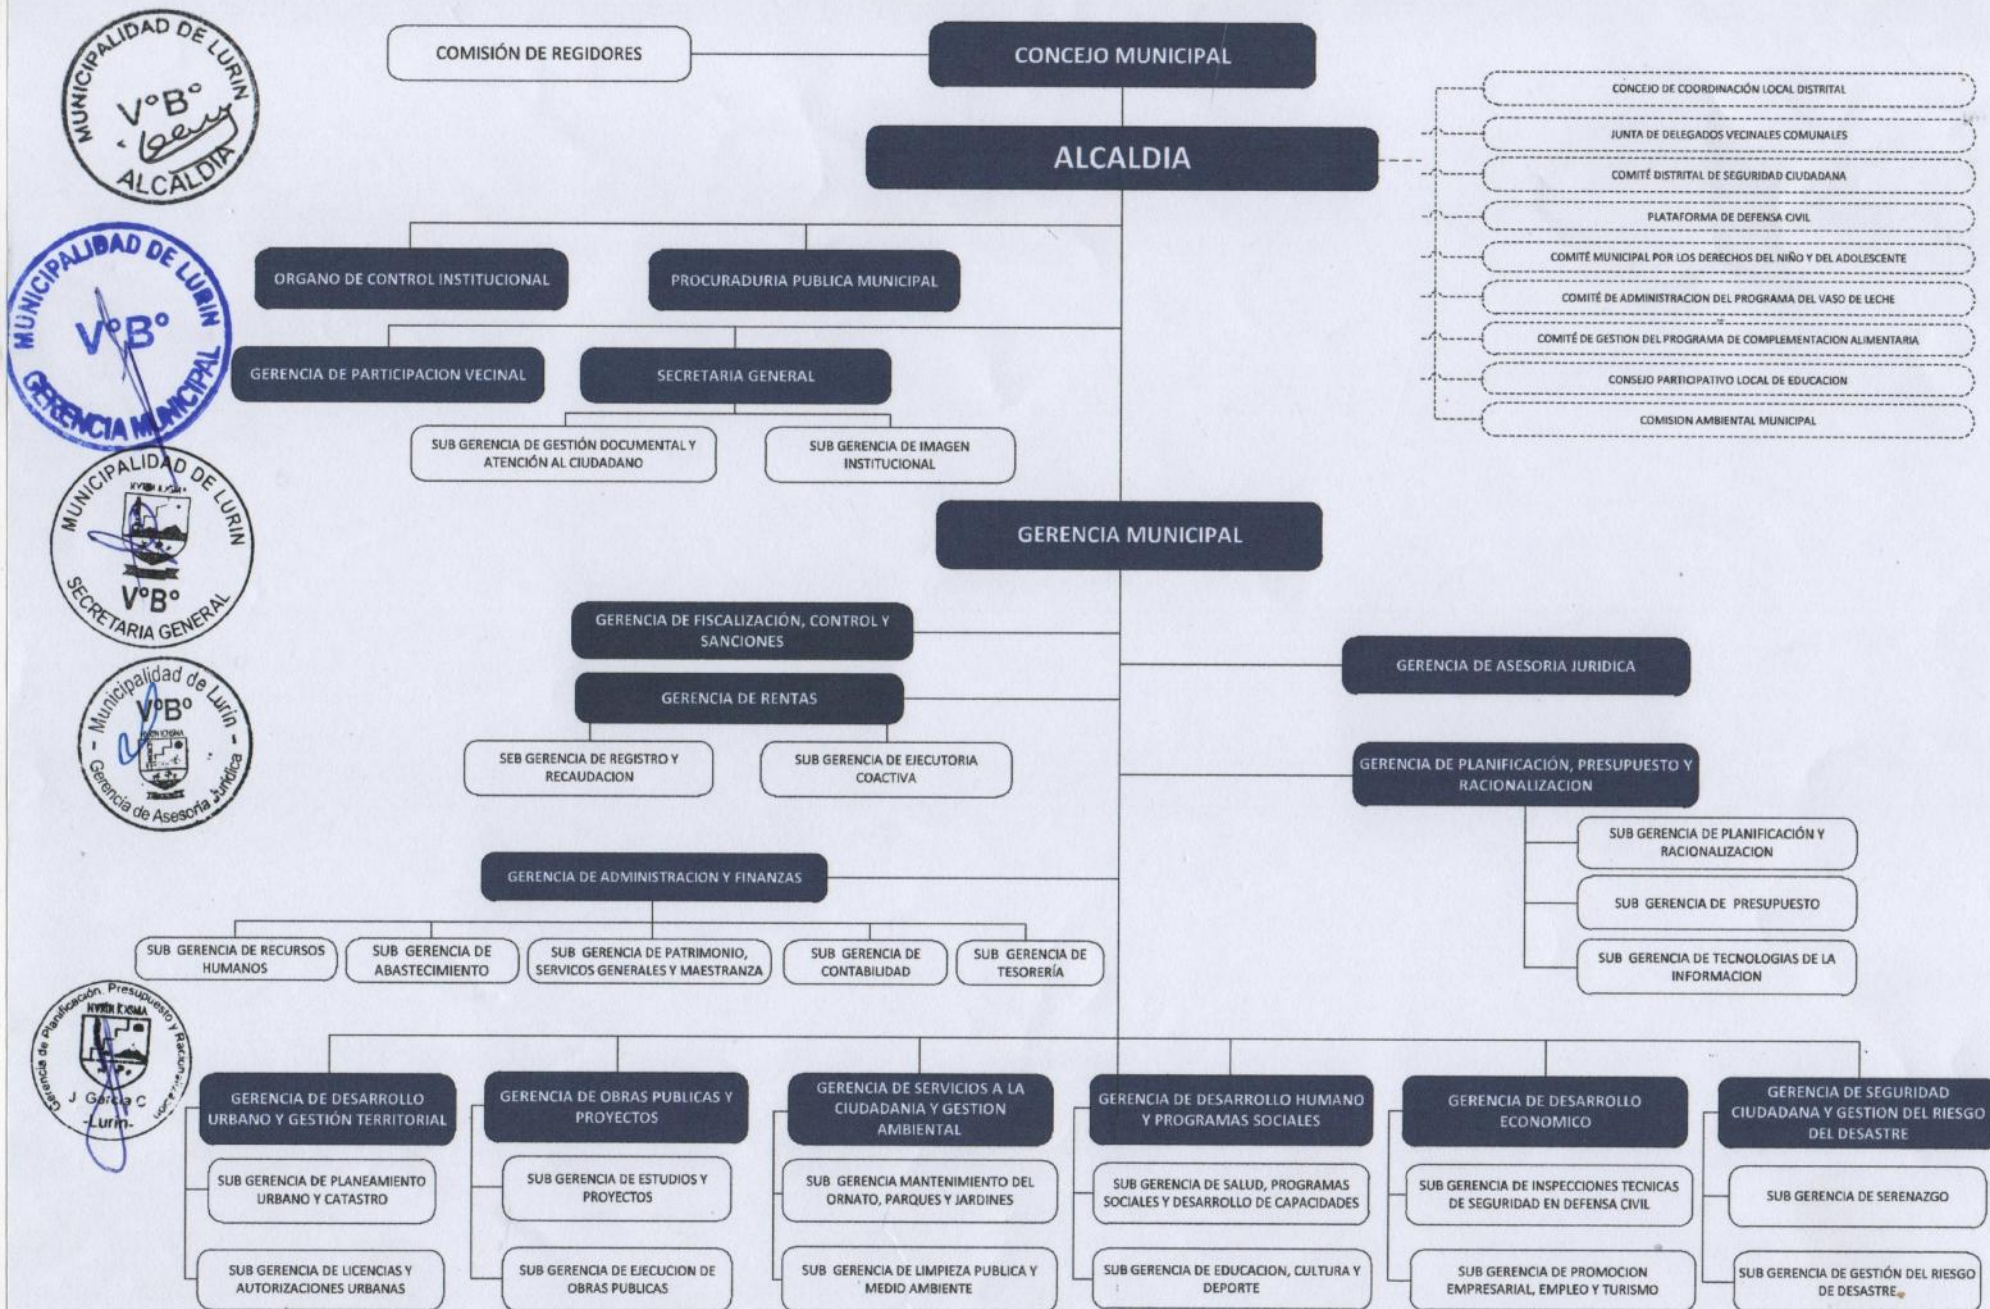 MUNICIPALIDAD DE LURIN
V°B°
ALCALDIA
COMISIÓN DE REGIDORES
CONCEJO MUNICIPAL
ALCALDIA
CONCEJO DE COORDINACIÓN LOCAL DISTRITAL
JUNTA DE DELEGADOS VECINALES COMUNALES
COMITÉ DISTRITAL DE SEGURIDAD CIUDADANA
PLATAFORMA DE DEFENSA CIVIL
COMITÉ MUNICIPAL POR LOS DERECHOS DEL NIÑO Y DEL ADOLESCENTE
COMITÉ DE ADMINISTRACION DEL PROGRAMA DEL VASO DE LECHE
COMITÉ DE GESTION DEL PROGRAMA DE COMPLEMENTACION ALIMENTARIA
CONSEJO PARTICIPATIVO LOCAL DE EDUCACION
COMISION AMBIENTAL MUNICIPAL
MUNICIPALIDAD DE LURIN
V°B°
GERENCIA MUNICIPAL
ORGANO DE CONTROL INSTITUCIONAL
PROCURADURIA PUBLICA MUNICIPAL
GERENCIA DE PARTICIPACION VECINAL
SECRETARIA GENERAL
SUB GERENCIA DE GESTIÓN DOCUMENTAL Y
ATENCIÓN AL CIUDADANO
SUB GERENCIA DE IMAGEN
INSTITUCIONAL
MUNICIPALIDAD DE LURIN
V°B°
SECRETARIA GENERAL
GERENCIA MUNICIPAL
GERENCIA DE FISCALIZACIÓN, CONTROL Y
SANCIONES
GERENCIA DE ASESORIA JURIDICA
Municipalidad de Lurín
V°B°
Gerencia de Asesoría Jurídica
GERENCIA DE RENTAS
SEB GERENCIA DE REGISTRO Y
RECAUDACION
SUB GERENCIA DE EJECUTORIA
COACTIVA
GERENCIA DE PLANIFICACIÓN, PRESUPUESTO Y
RACIONALIZACION
SUB GERENCIA DE PLANIFICACIÓN Y
RACIONALIZACION
SUB GERENCIA DE PRESUPUESTO
SUB GERENCIA DE TECNOLOGIAS DE LA
INFORMACION
GERENCIA DE ADMINISTRACION Y FINANZAS
SUB GERENCIA DE RECURSOS
HUMANOS
SUB GERENCIA DE
ABASTECIMIENTO
SUB GERENCIA DE PATRIMONIO,
SERVICOS GENERALES Y MAESTRANZA
SUB GERENCIA DE
CONTABILIDAD
SUB GERENCIA DE
TESORERÍA
Gerencia de Planificación, Presupuesto y Racionalización
J Garcia C
-Lurin-
GERENCIA DE DESARROLLO
URBANO Y GESTIÓN TERRITORIAL
SUB GERENCIA DE PLANEAMIENTO
URBANO Y CATASTRO
SUB GERENCIA DE LICENCIAS Y
AUTORIZACIONES URBANAS
GERENCIA DE OBRAS PUBLICAS Y
PROYECTOS
SUB GERENCIA DE ESTUDIOS Y
PROYECTOS
SUB GERENCIA DE EJECUCION DE
OBRAS PUBLICAS
GERENCIA DE SERVICIOS A LA
CIUDADANIA Y GESTION
AMBIENTAL
SUB GERENCIA MANTENIMIENTO DEL
ORNATO, PARQUES Y JARDINES
SUB GERENCIA DE LIMPIEZA PUBLICA Y
MEDIO AMBIENTE
GERENCIA DE DESARROLLO HUMANO
Y PROGRAMAS SOCIALES
SUB GERENCIA DE SALUD, PROGRAMAS
SOCIALES Y DESARROLLO DE CAPACIDADES
SUB GERENCIA DE EDUCACION, CULTURA Y
DEPORTE
GERENCIA DE DESARROLLO
ECONOMICO
SUB GERENCIA DE INSPECCIONES TECNICAS
DE SEGURIDAD EN DEFENSA CIVIL
SUB GERENCIA DE PROMOCION
EMPRESARIAL, EMPLEO Y TURISMO
GERENCIA DE SEGURIDAD
CIUDADANA Y GESTION DEL RIESGO
DEL DESASTRE
SUB GERENCIA DE SERENAZGO
SUB GERENCIA DE GESTIÓN DEL RIESGO
DE DESASTRE